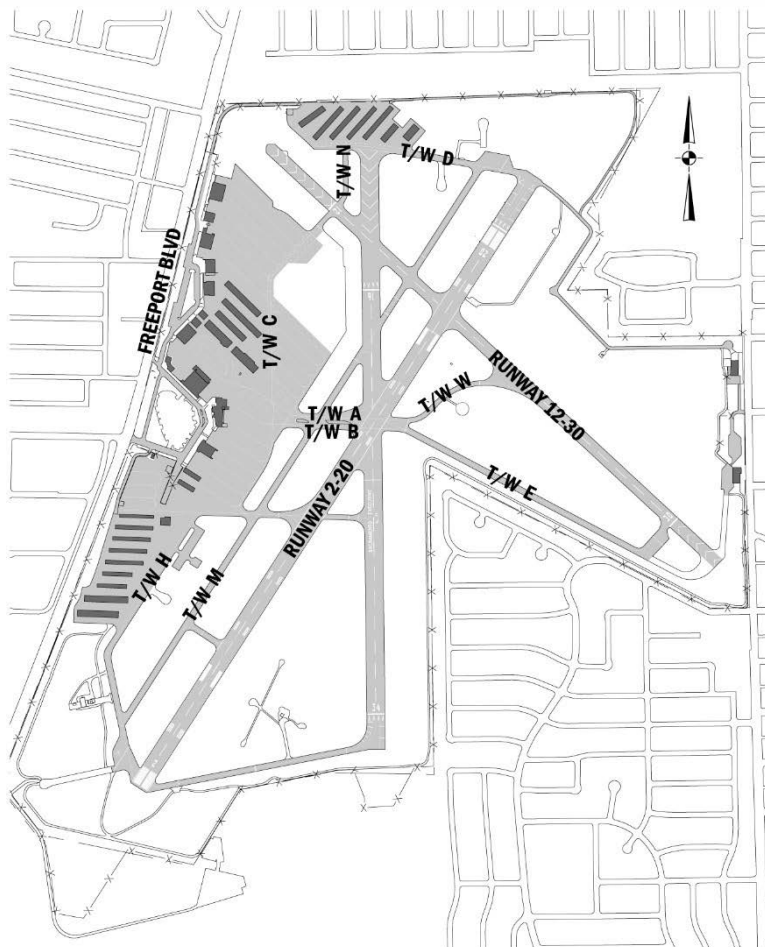 T/W N
T/W D
FREEPORT BLVD
T/W C
T/W W
RUNWAY 12-30
T/W A
T/W B
RUNWAY 2-20
T/W E
T/W H
T/W M